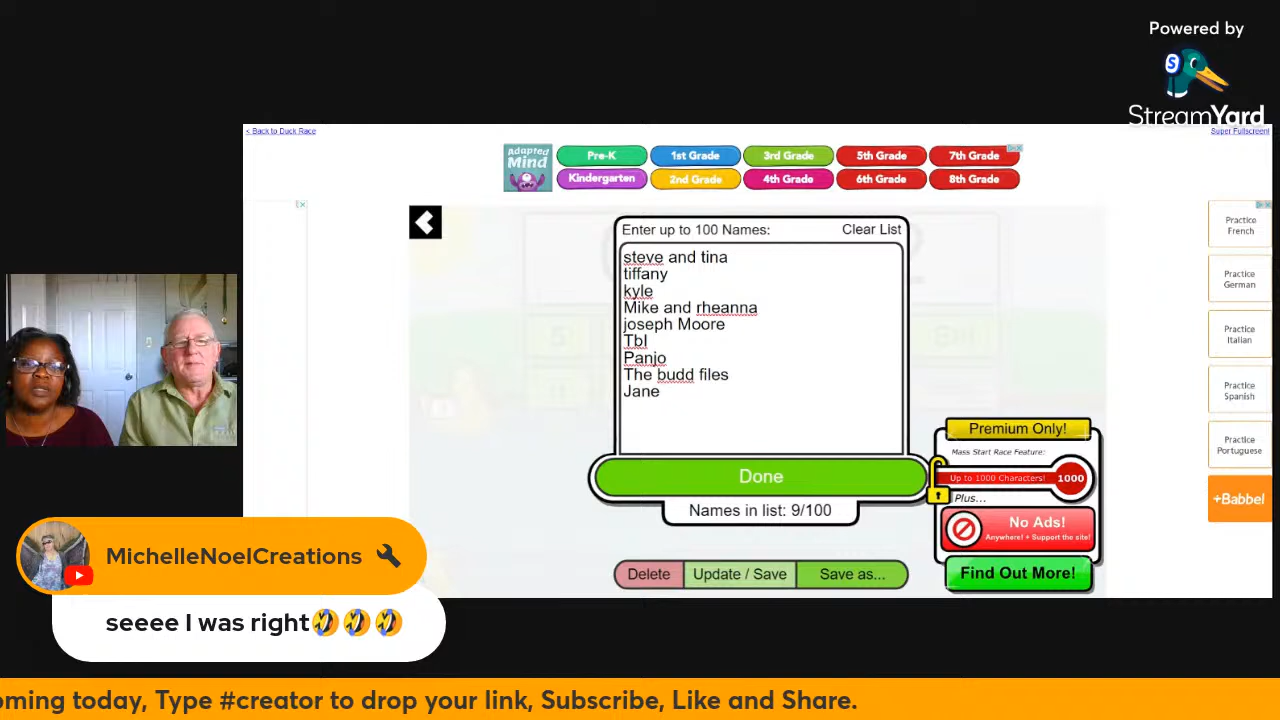 Powered by
StreamYard
< Back to Duck Race
Super Fullscreen!
Adapted
Mind
Pre-K
1st Grade
3rd Grade
5th Grade
7th Grade
Kindergarten
2nd Grade
4th Grade
6th Grade
8th Grade
Enter up to 100 Names:
Clear List
steve and tina
tiffany
kyle
Mike and rheanna
joseph Moore
Tbl
Panjo
The budd files
Jane
Done
Names in list: 9/100
Delete
Update / Save
Save as...
Premium Only!
Mass Start Race Feature:
Up to 1000 Characters!
1000
Plus...
No Ads!
Anywhere! + Support the site!
Find Out More!
Practice
French
Practice
German
Practice
Italian
Practice
Spanish
Practice
Portuguese
+Babbel
MichelleNoelCreations
seeee I was right🤣🤣🤣
oming today, Type #creator to drop your link, Subscribe, Like and Share.